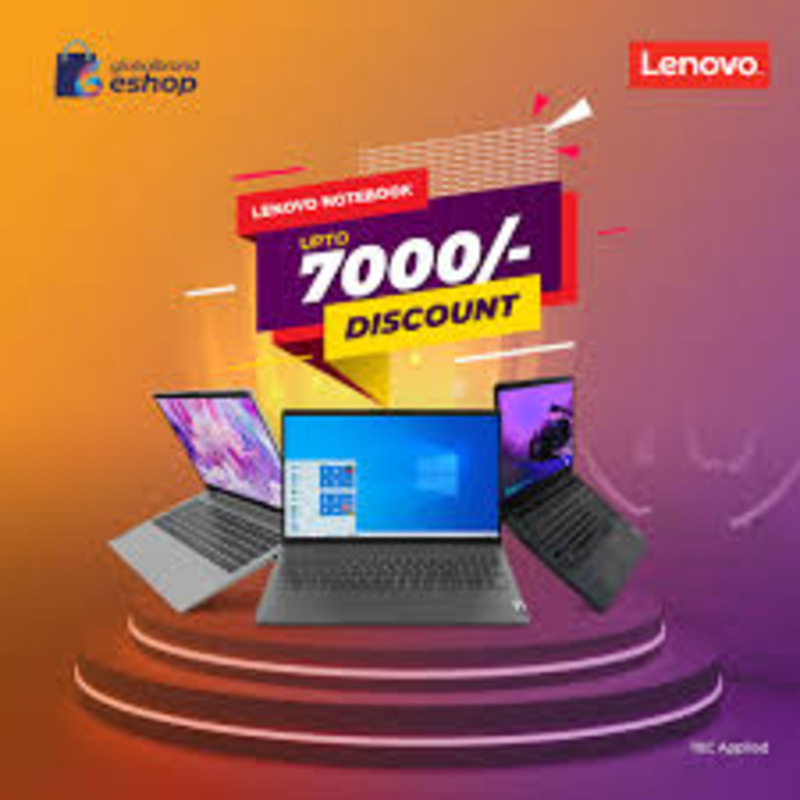 globalbrand
eshop
Lenovo
LENOVO NOTEBOOK
UPTO
7000/-
DISCOUNT
T&C Applied